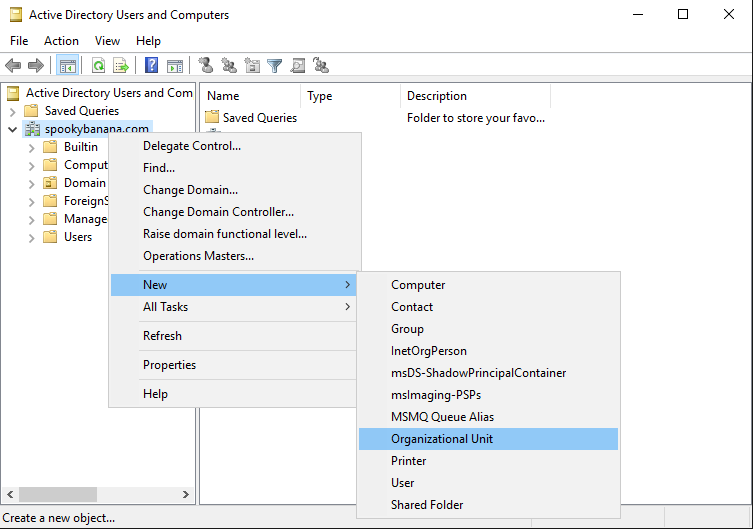 Active Directory Users and Computers
File Action View Help
Active Directory Users and Com
Saved Queries
spookybanana.com
Builtin
Comput
Domain
ForeignS
Manage
Users
Name Type Description
Saved Queries Folder to store your favo...
Delegate Control...
Find...
Change Domain...
Change Domain Controller...
Raise domain functional level...
Operations Masters...
New
All Tasks
Refresh
Properties
Help
Computer
Contact
Group
InetOrgPerson
msDS-ShadowPrincipalContainer
msImaging-PSPs
MSMQ Queue Alias
Organizational Unit
Printer
User
Shared Folder
Create a new object...